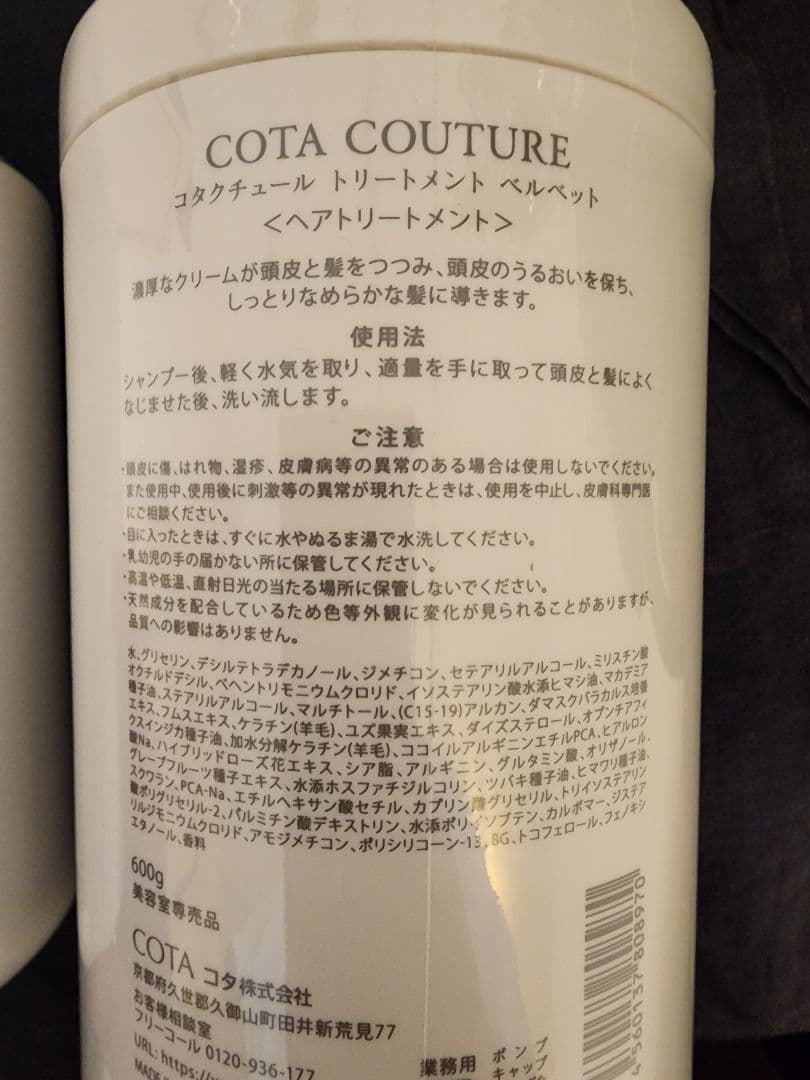 COTA COUTURE
コタクチュール トリートメント ベルベット
＜ヘアトリートメント＞
濃厚なクリームが頭皮と髪をつつみ、頭皮のうるおいを保ち、
しっとりなめらかな髪に導きます。
使用法
シャンプー後、軽く水気を取り、適量を手に取って頭皮と髪によく
なじませた後、洗い流します。
ご注意
・頭皮に傷、はれ物、湿疹、皮膚病等の異常のある場合は使用しないでください。
また使用中、使用後に刺激等の異常が現れたときは、使用を中止し、皮膚科専門医
にご相談ください。
・目に入ったときは、すぐに水やぬるま湯で水洗してください。
・乳幼児の手の届かない所に保管してください。
・高温や低温、直射日光の当たる場所に保管しないでください。
・天然成分を配合しているため色等外観に変化が見られることがありますが、
品質への影響はありません。
水、グリセリン、デシルテトラデカノール、ジメチコン、セテアリルアルコール、ミリスチン酸
オクチルドデシル、ベヘントリモニウムクロリド、イソステアリン酸水添ヒマシ油、マカデミア
種子油、ステアリルアルコール、マルチトール、(C15-19)アルカン、ダマスクバラカルス培養
エキス、フムスエキス、ケラチン(羊毛)、ユズ果実エキス、ダイズステロール、オプンチアフィ
クスインジカ種子油、加水分解ケラチン(羊毛)、ココイルアルギニンエチルPCA、ヒアルロン
酸Na、ハイブリッドローズ花エキス、シア脂、アルギニン、グルタミン酸、オリザノール、
グレープフルーツ種子エキス、水添ホスファチジルコリン、ツバキ種子油、ヒマワリ種子油、
スクワラン、PCA-Na、エチルヘキサン酸セチル、カプリン酸グリセリル、トリイソステアリン
酸ポリグリセリル-2、パルミチン酸デキストリン、水添ポリイソブテン、カルボマー、ジステア
リルジモニウムクロリド、アモジメチコン、ポリシリコーン-13、BG、トコフェロール、フェノキシ
エタノール、香料
600g
美容室専売品
COTA コタ株式会社
京都府久世郡久御山町田井新荒見77
お客様相談室
フリーコール 0120-936-177
URL: https://
MADE
業務用 ポンプ
キャップ
4560137808970